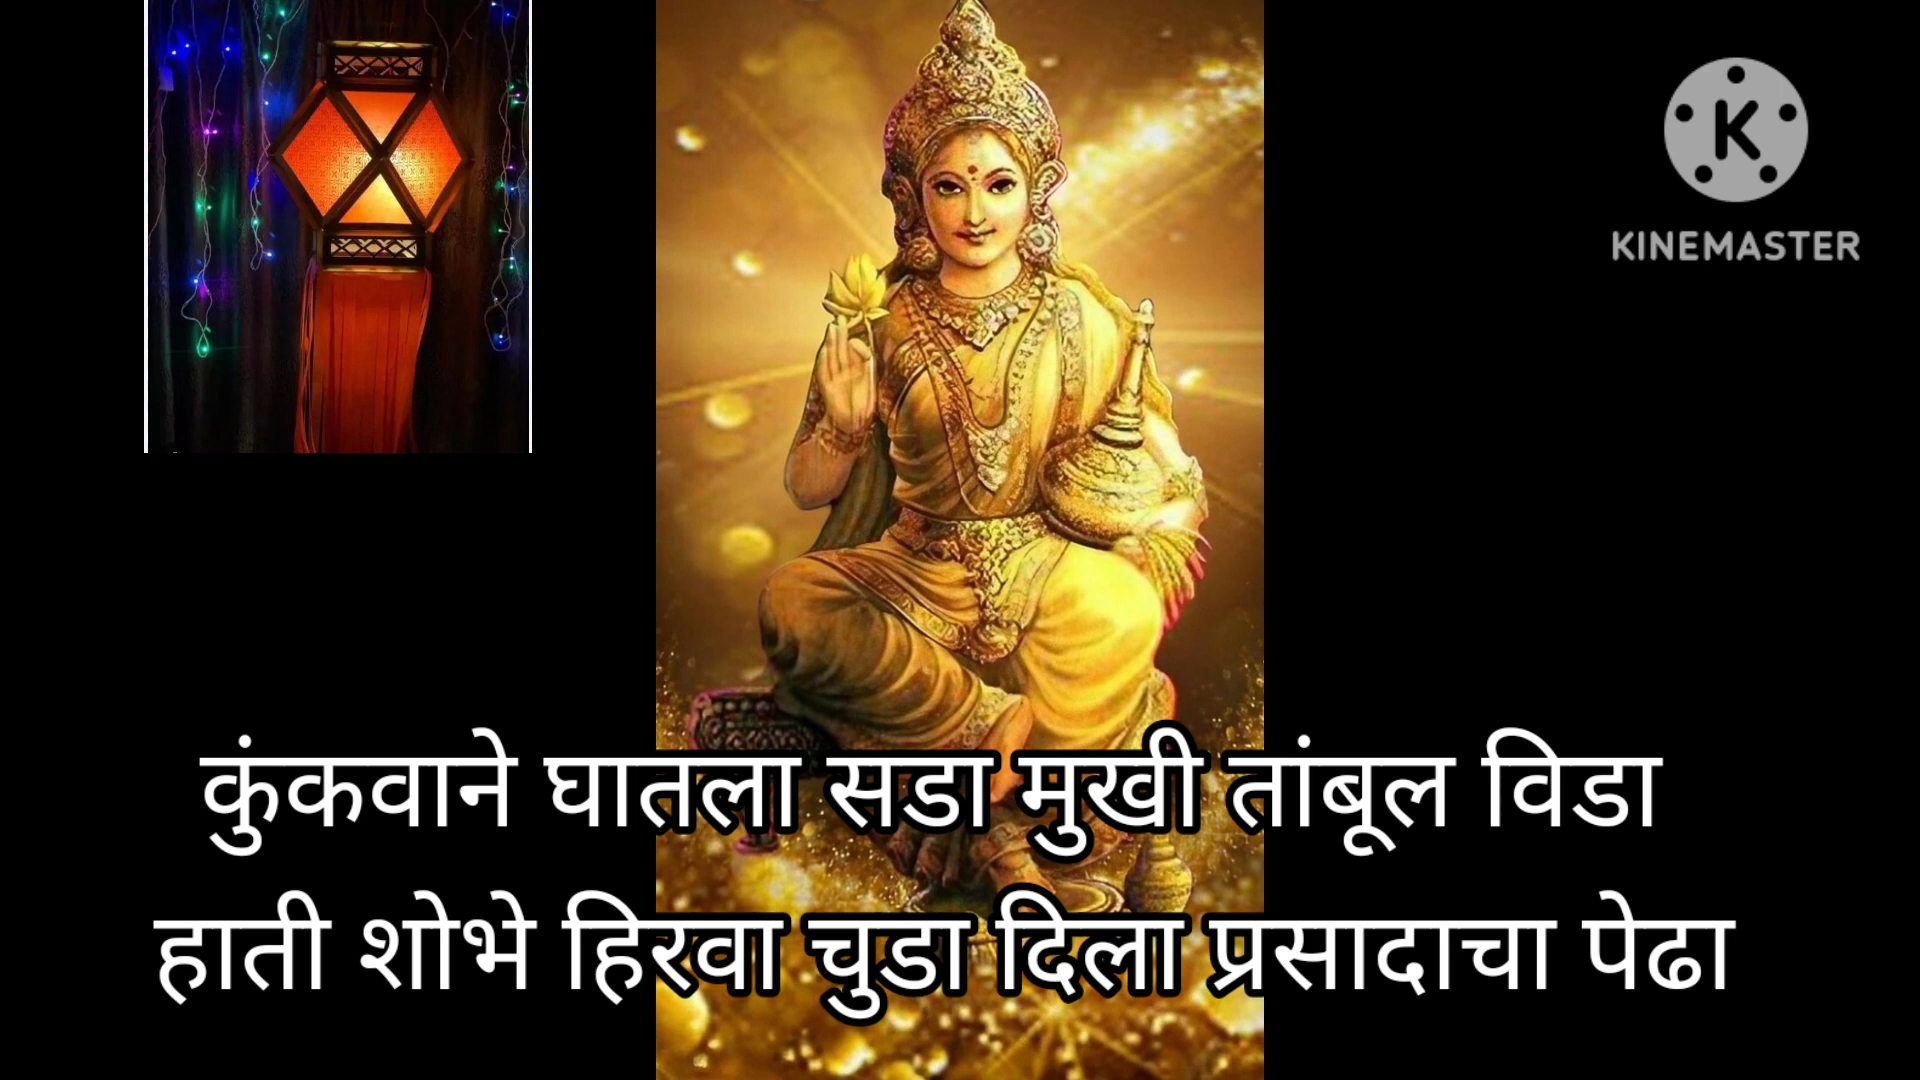 K
KINEMASTER
कुंकवाने घातला सडा मुखी तांबूल विडा
हाती शोभे हिरवा चुडा दिला प्रसादाचा पेढा